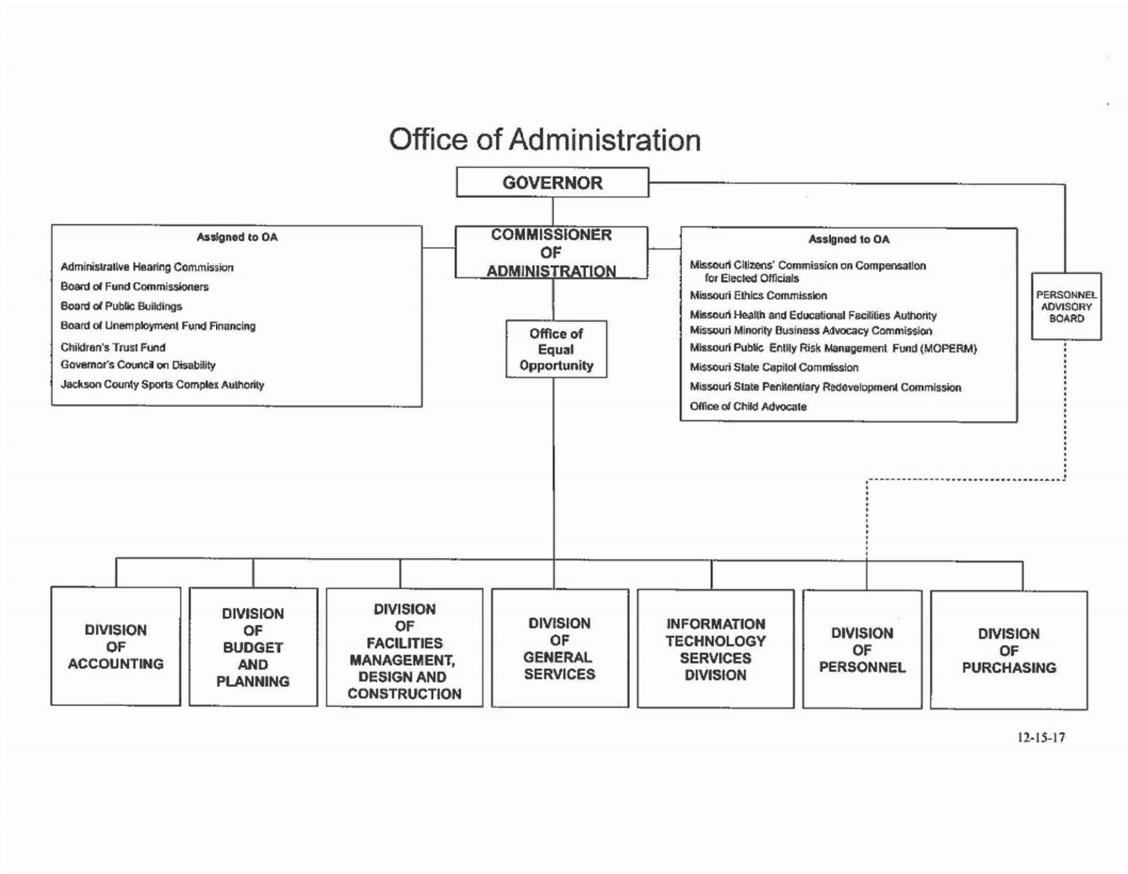 Office of Administration
GOVERNOR
COMMISSIONER
OF
ADMINISTRATION
Assigned to OA
Administrative Hearing Commission
Board of Fund Commissioners
Board of Public Buildings
Board of Unemployment Fund Financing
Children's Trust Fund
Governor's Council on Disability
Jackson County Sports Complex Authority
Assigned to OA
Missouri Citizens' Commission on Compensation
for Elected Officials
Missouri Ethics Commission
Missouri Health and Educational Facilities Authority
Missouri Minority Business Advocacy Commission
Missouri Public Entity Risk Management Fund (MOPERM)
Missouri State Capitol Commission
Missouri State Penitentiary Redevelopment Commission
Office of Child Advocate
PERSONNEL
ADVISORY
BOARD
Office of
Equal
Opportunity
DIVISION
OF
ACCOUNTING
DIVISION
OF
BUDGET
AND
PLANNING
DIVISION
OF
FACILITIES
MANAGEMENT,
DESIGN AND
CONSTRUCTION
DIVISION
OF
GENERAL
SERVICES
INFORMATION
TECHNOLOGY
SERVICES
DIVISION
DIVISION
OF
PERSONNEL
DIVISION
OF
PURCHASING
12-15-17